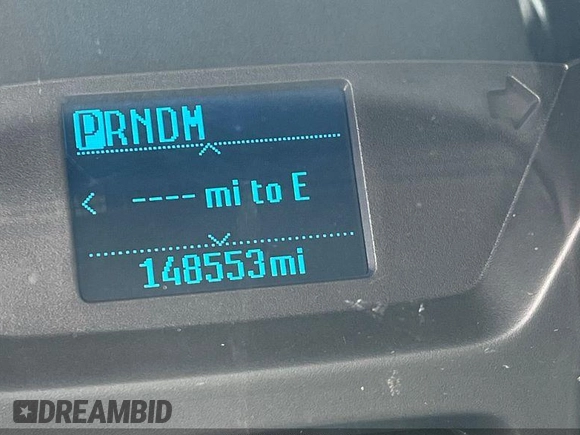 PRNDM
---- mi to E
148553mi
DREAMBID